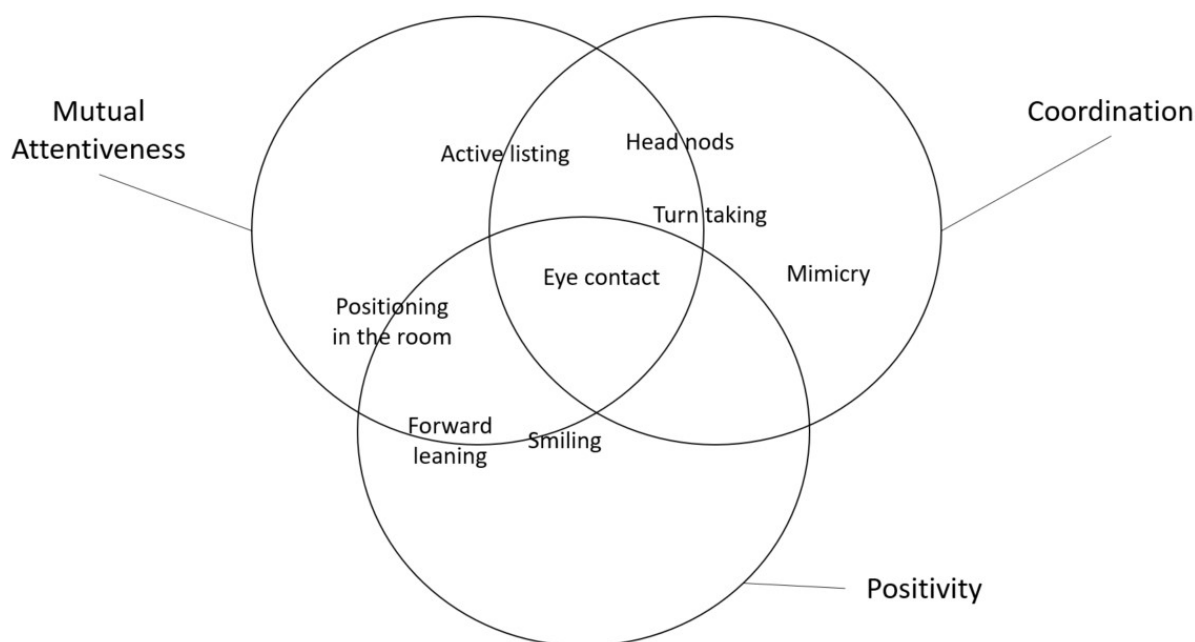 Mutual
Attentiveness
Coordination
Active listing
Head nods
Turn taking
Eye contact
Mimicry
Positioning
in the room
Forward
leaning
Smiling
Positivity